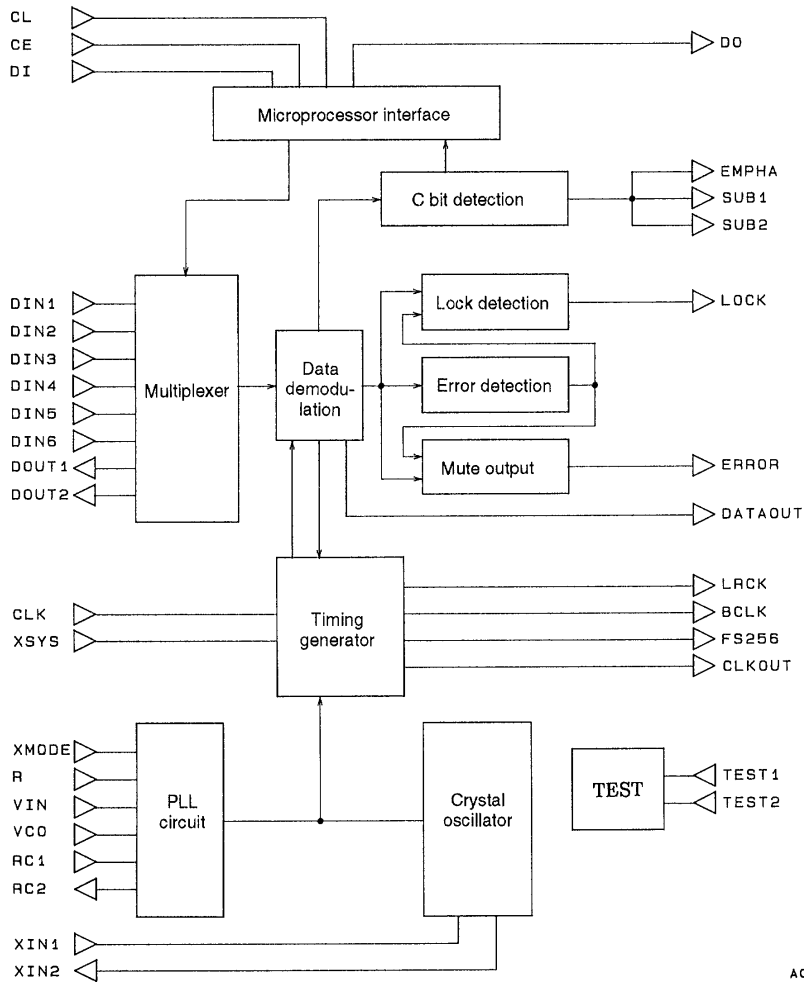 CL
CE
DI
DO
Microprocessor interface
C bit detection
EMPHA
SUB1
SUB2
DIN1
DIN2
DIN3
DIN4
DIN5
DIN6
DOUT1
DOUT2
Multiplexer
Data
demodu-
lation
Lock detection
LOCK
Error detection
Mute output
ERROR
DATAOUT
CLK
XSYS
Timing
generator
LRCK
BCLK
FS256
CLKOUT
XMODE
R
VIN
VCO
RC1
RC2
PLL
circuit
Crystal
oscillator
TEST
TEST1
TEST2
XIN1
XIN2